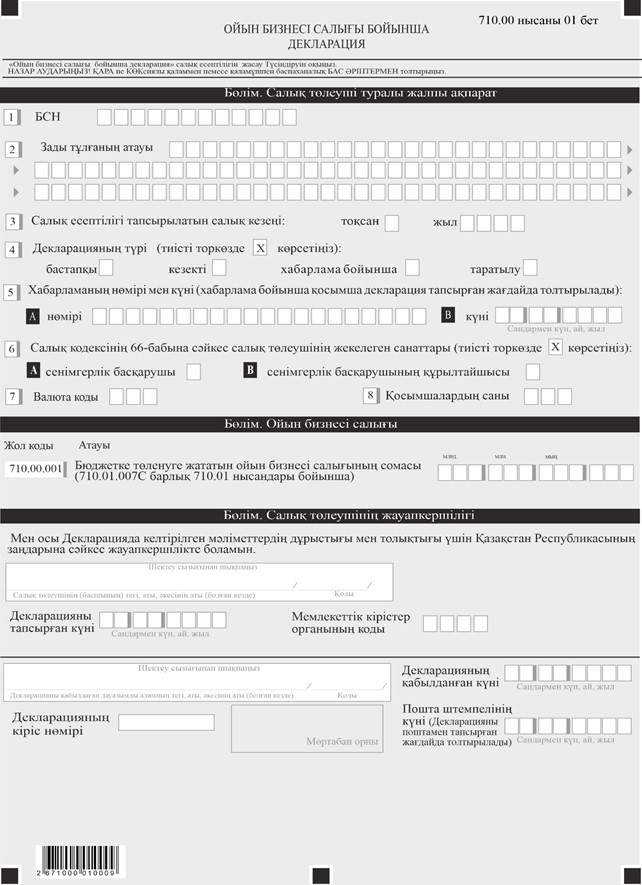 710.00 нысаны 01 бет
ОЙЫН БИЗНЕСІ САЛЫҒЫ БОЙЫНША
ДЕКЛАРАЦИЯ
«Ойын бизнесі салығы бойынша декларация» салық есептілігін жасау Түсіндіруін оқыңыз.
НАЗАР АУДАРЫҢЫЗ! ҚАРА не КӨКсиялы қаламмен немесе қаламұшпен баспаханалық БАС ӘРІПТЕРМЕН толтырыңыз.
Бөлім. Салық төлеуші туралы жалпы ақпарат
1 БСН
2 Заңды тұлғаның атауы
3 Салық есептілігі тапсырылатын салық кезеңі: тоқсан жыл
4 Декларацияның түрі (тиісті торкөзде X көрсетіңіз):
бастапқы кезекті хабарлама бойынша таратылу
5 Хабарламаның нөмірі мен күні (хабарлама бойынша қосымша декларация тапсырған жағдайда толтырылады):
A нөмірі B күні
Сандармен күн, ай, жыл
6 Салық кодексінің 66-бабына сәйкес салық төлеушінің жекелеген санаттары (тиісті торкөзде X көрсетіңіз):
A сенімгерлік басқарушы B сенімгерлік басқарушының құрылтайшысы
7 Валюта коды 8 Қосымшалардың саны
Бөлім. Ойын бизнесі салығы
Жол коды Атауы
млрд млн мың
710.00.001 Бюджетке төленуге жататын ойын бизнесі салығының сомасы
(710.01.007С барлық 710.01 нысандары бойынша)
Бөлім. Салық төлеушінің жауапкершілігі
Мен осы Декларацияда келтірілген мәліметтердің дұрыстығы мен толықтығы үшін Қазақстан Республикасының
заңдарына сәйкес жауапкершілікте боламын.
Шектеу сызығынан шықпаңыз
/ /
Салық төлеушінің (басшының) тегі, аты, әкесінің аты (болған кезде) Қолы
Декларацияны
тапсырған күні
Сандармен күн, ай, жыл
Мемлекеттік кірістер
органының коды
Шектеу сызығынан шықпаңыз
/ /
Декларацияны қабылдаған лауазымды адамның тегі, аты, әкесінің аты (болған кезде) Қолы
Декларацияның
қабылданған күні
Сандармен күн, ай, жыл
Декларацияның
кіріс нөмірі
Мөртабан орны
Пошта штемпелінің
күні (Декларацияны
поштамен тапсырған
жағдайда толтырылады)
Сандармен күн, ай, жыл
2 671000 010009